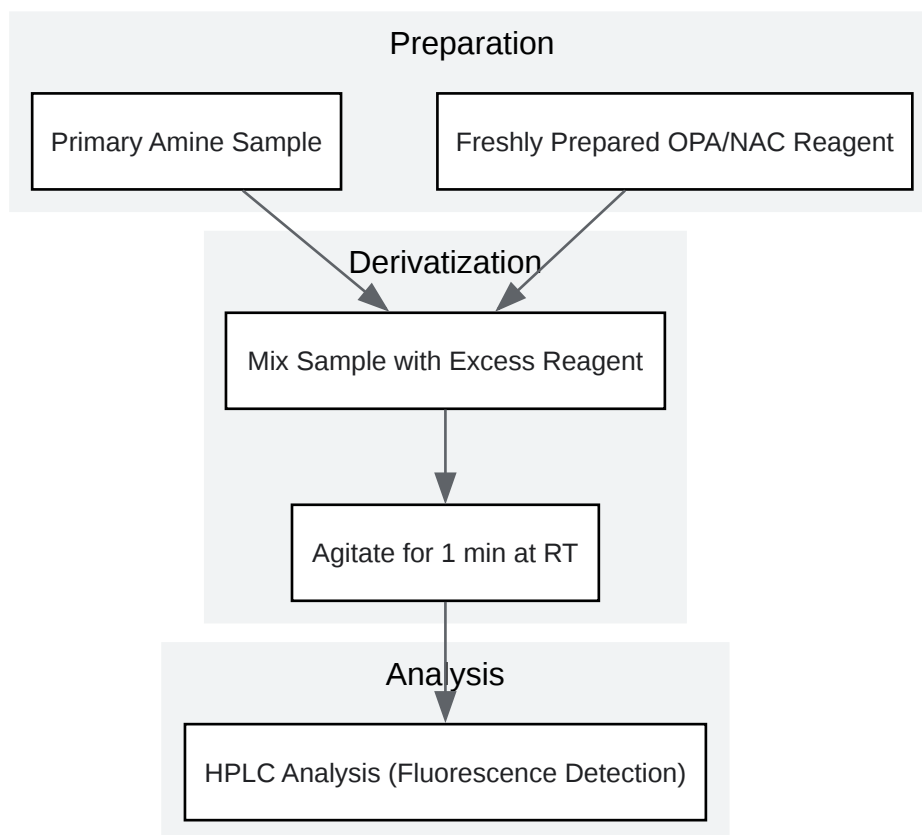 Preparation
Primary Amine Sample
Freshly Prepared OPA/NAC Reagent
Derivatization
Mix Sample with Excess Reagent
Agitate for 1 min at RT
Analysis
HPLC Analysis (Fluorescence Detection)